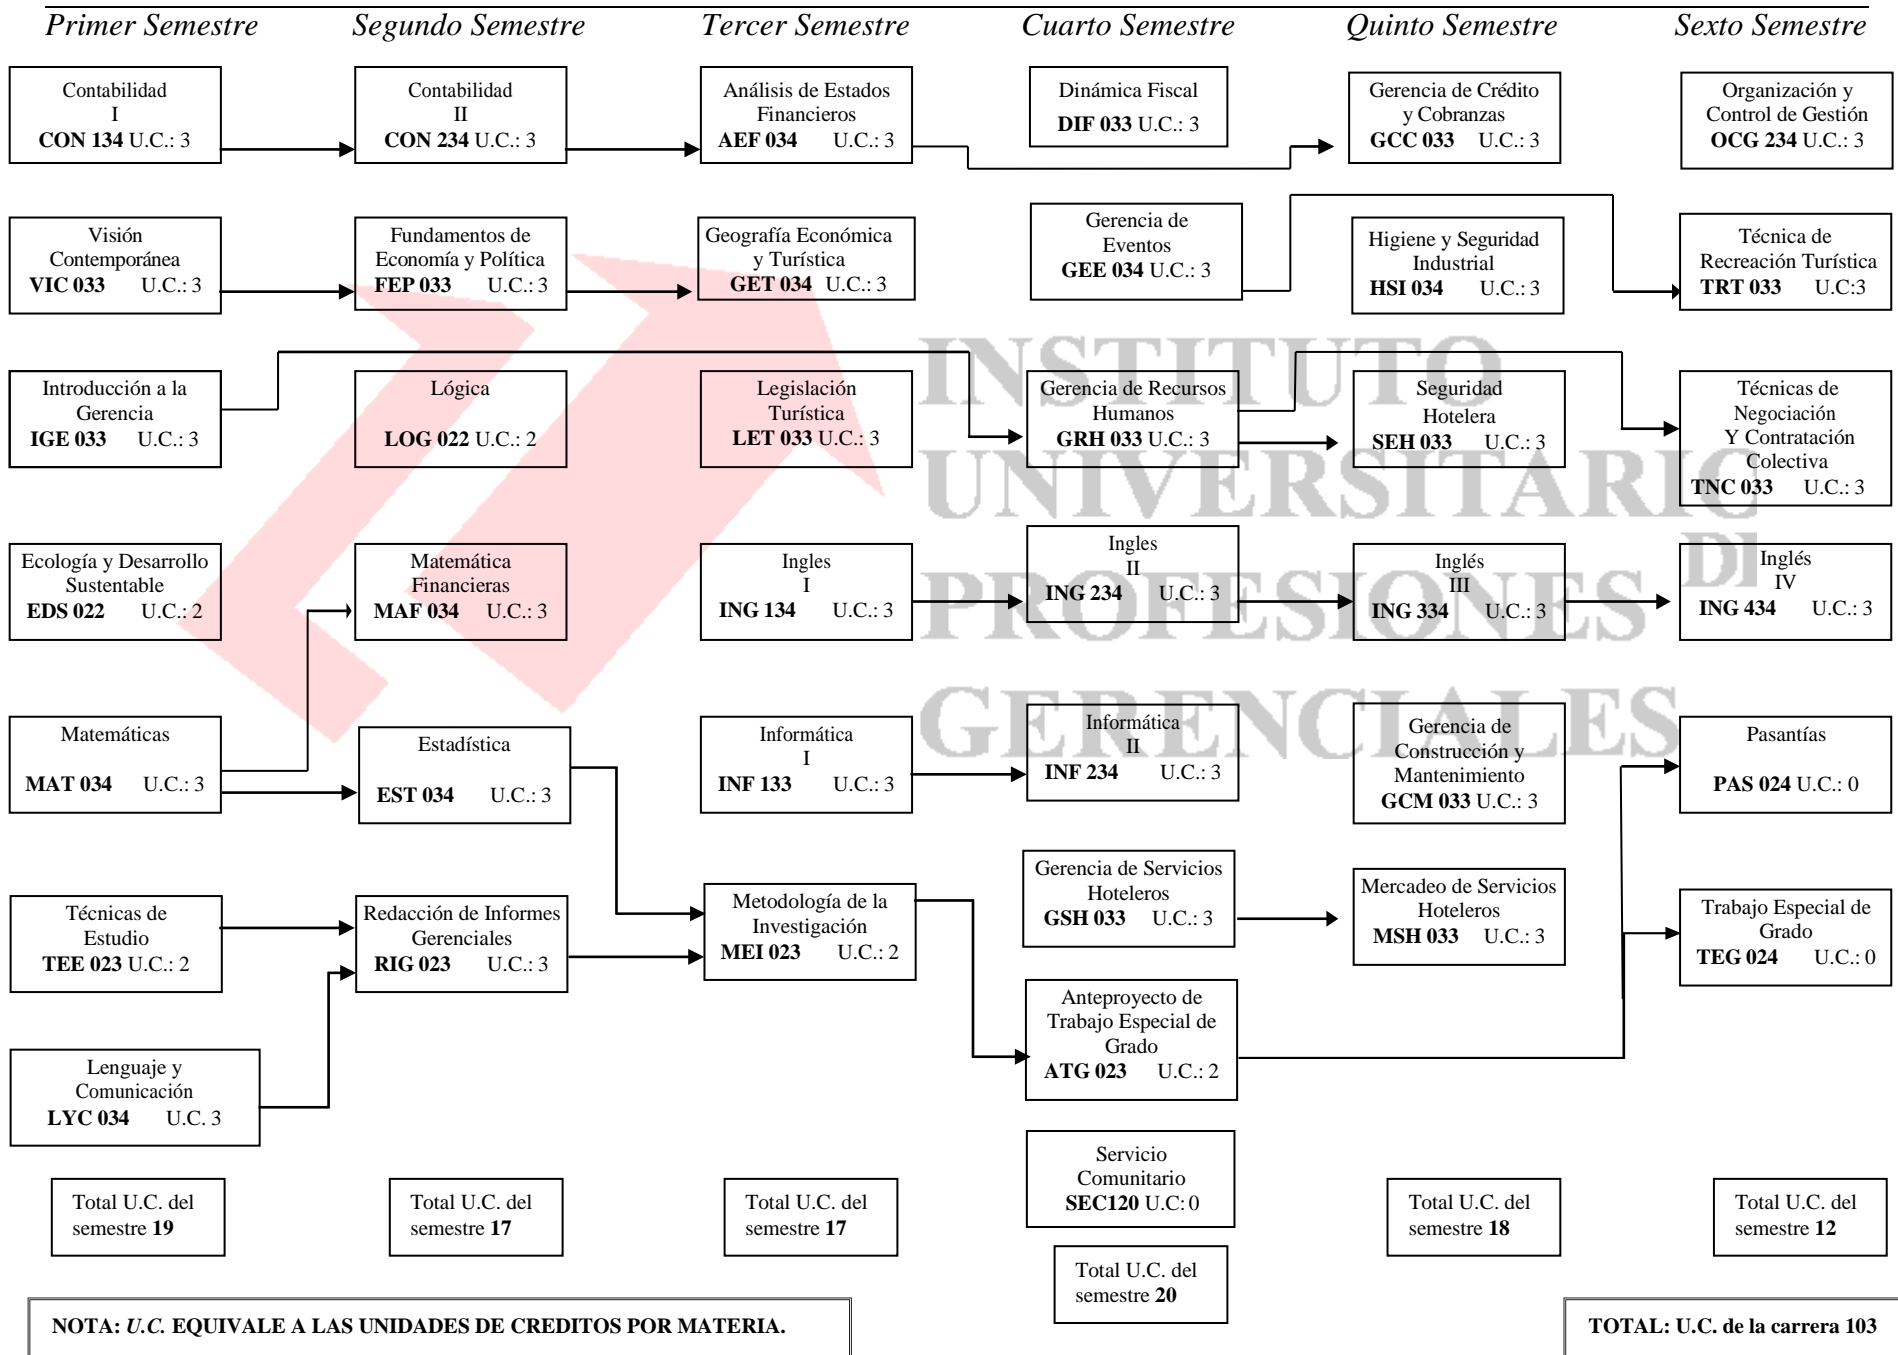 Primer Semestre
Segundo Semestre
Tercer Semestre
Cuarto Semestre
Quinto Semestre
Sexto Semestre
Contabilidad
I
CON 134 U.C.: 3
Contabilidad
II
CON 234 U.C.: 3
Análisis de Estados
Financieros
AEF 034 U.C.: 3
Dinámica Fiscal
DIF 033 U.C.: 3
Gerencia de Crédito
y Cobranzas
GCC 033 U.C.: 3
Organización y
Control de Gestión
OCG 234 U.C.: 3
Visión
Contemporánea
VIC 033 U.C.: 3
Fundamentos de
Economía y Política
FEP 033 U.C.: 3
Geografía Económica
y Turística
GET 034 U.C.: 3
Gerencia de
Eventos
GEE 034 U.C.: 3
Higiene y Seguridad
Industrial
HSI 034 U.C.: 3
Técnica de
Recreación Turística
TRT 033 U.C:3
Introducción a la
Gerencia
IGE 033 U.C.: 3
Lógica
LOG 022 U.C.: 2
Legislación
Turística
LET 033 U.C.: 3
Gerencia de Recursos
Humanos
GRH 033 U.C.: 3
Seguridad
Hotelera
SEH 033 U.C.: 3
Técnicas de
Negociación
Y Contratación
Colectiva
TNC 033 U.C.: 3
Ecología y Desarrollo
Sustentable
EDS 022 U.C.: 2
Matemática
Financieras
MAF 034 U.C.: 3
Ingles
I
ING 134 U.C.: 3
Ingles
II
ING 234 U.C.: 3
Inglés
III
ING 334 U.C.: 3
Inglés
IV
ING 434 U.C.: 3
Matemáticas
MAT 034 U.C.: 3
Estadística
EST 034 U.C.: 3
Informática
I
INF 133 U.C.: 3
Informática
II
INF 234 U.C.: 3
Gerencia de
Construcción y
Mantenimiento
GCM 033 U.C.: 3
Pasantías
PAS 024 U.C.: 0
Técnicas de
Estudio
TEE 023 U.C.: 2
Redacción de Informes
Gerenciales
RIG 023 U.C.: 3
Metodología de la
Investigación
MEI 023 U.C.: 2
Gerencia de Servicios
Hoteleros
GSH 033 U.C.: 3
Mercadeo de Servicios
Hoteleros
MSH 033 U.C.: 3
Trabajo Especial de
Grado
TEG 024 U.C.: 0
Lenguaje y
Comunicación
LYC 034 U.C. 3
Anteproyecto de
Trabajo Especial de
Grado
ATG 023 U.C.: 2
Servicio
Comunitario
SEC120 U.C: 0
Total U.C. del
semestre 19
Total U.C. del
semestre 17
Total U.C. del
semestre 17
Total U.C. del
semestre 20
Total U.C. del
semestre 18
Total U.C. del
semestre 12
INSTITUTO
UNIVERSITARIO
DE
PROFESIONES
GERENCIALES
NOTA: U.C. EQUIVALE A LAS UNIDADES DE CREDITOS POR MATERIA.
TOTAL: U.C. de la carrera 103